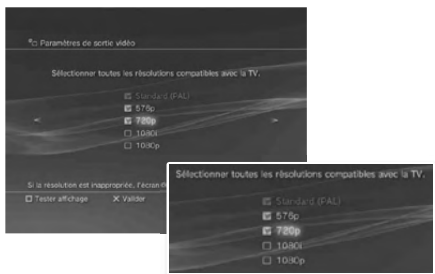 Paramètres de sortie vidéo
Sélectionner toutes les résolutions compatibles avec la TV.
Standard (PAL)
576p
720p
1080i
1080p
Si la résolution est inappropriée, l'écran
Tester affichage
Valider
Sélectionner toutes les résolutions compatibles avec la TV.
Standard (PAL)
576p
720p
1080i
1080p